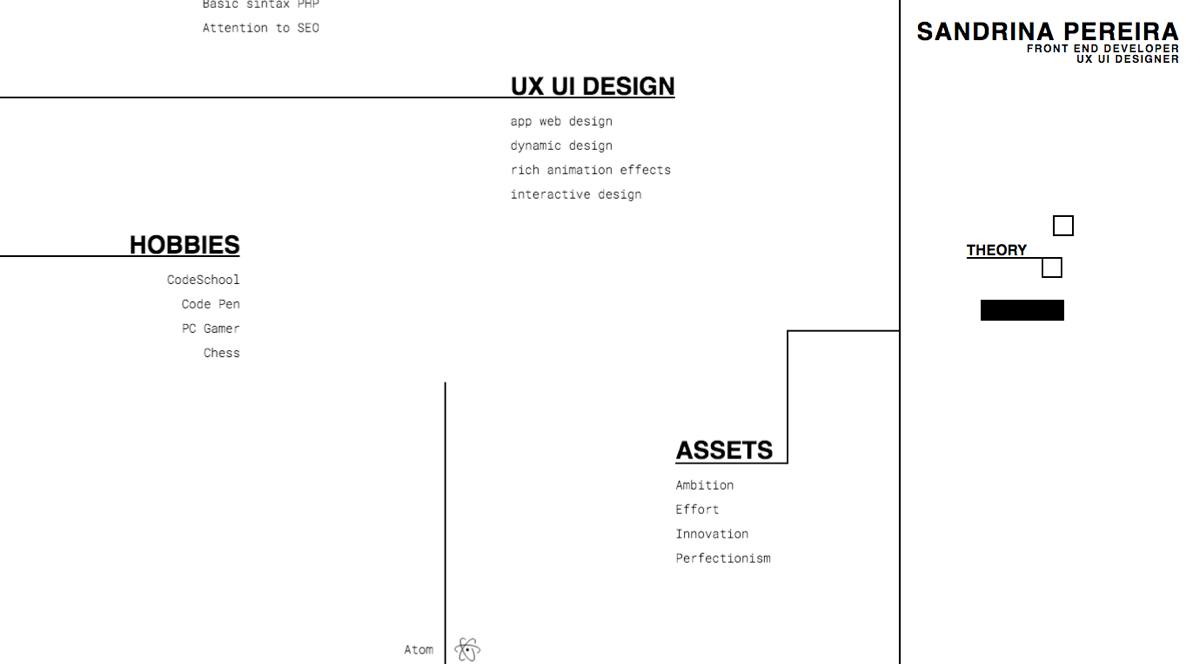 Basic sintax PHP
Attention to SEO
UX UI DESIGN
app web design
dynamic design
rich animation effects
interactive design
HOBBIES
CodeSchool
Code Pen
PC Gamer
Chess
ASSETS
Ambition
Effort
Innovation
Perfectionism
Atom
SANDRINA PEREIRA
FRONT END DEVELOPER
UX UI DESIGNER
THEORY